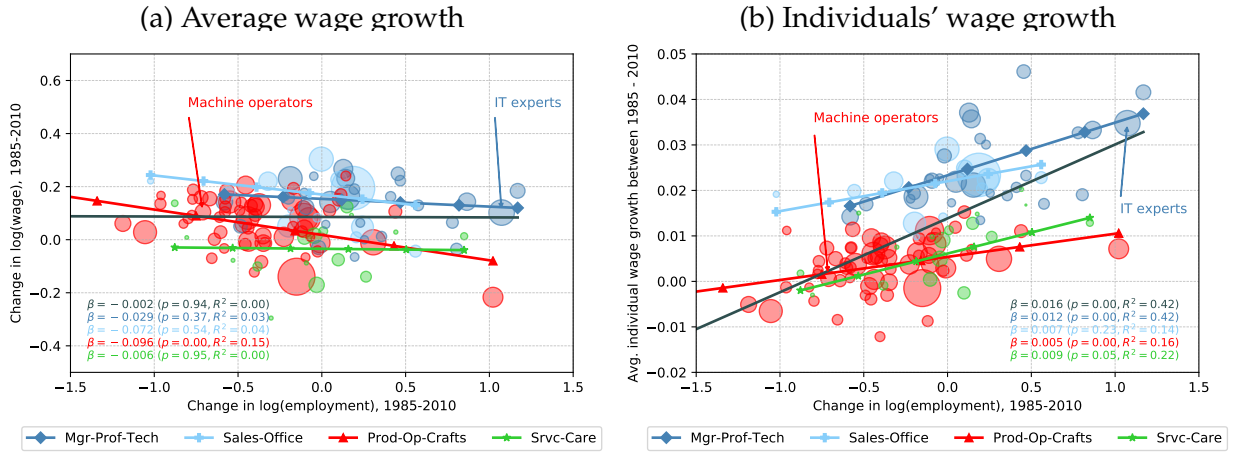 (a) Average wage growth
Change in log(wage), 1985-2010
0.6
0.4
0.2
0.0
−0.2
−0.4
Machine operators
IT experts
β = − 0.002 (p = 0.94, R² = 0.00)
β = − 0.029 (p = 0.37, R² = 0.03)
β = − 0.072 (p = 0.54, R² = 0.04)
β = − 0.096 (p = 0.00, R² = 0.15)
β = − 0.006 (p = 0.95, R² = 0.00)
−1.5 −1.0 −0.5 0.0 0.5 1.0 1.5
Change in log(employment), 1985-2010
Mgr-Prof-Tech Sales-Office Prod-Op-Crafts Srvc-Care
(b) Individuals’ wage growth
Avg. individual wage growth between 1985 - 2010
0.05
0.04
0.03
0.02
0.01
0.00
−0.01
−0.02
Machine operators
IT experts
β = 0.016 (p = 0.00, R² = 0.42)
β = 0.012 (p = 0.00, R² = 0.42)
β = 0.007 (p = 0.23, R² = 0.14)
β = 0.005 (p = 0.00, R² = 0.16)
β = 0.009 (p = 0.05, R² = 0.22)
−1.5 −1.0 −0.5 0.0 0.5 1.0 1.5
Change in log(employment), 1985-2010
Mgr-Prof-Tech Sales-Office Prod-Op-Crafts Srvc-Care